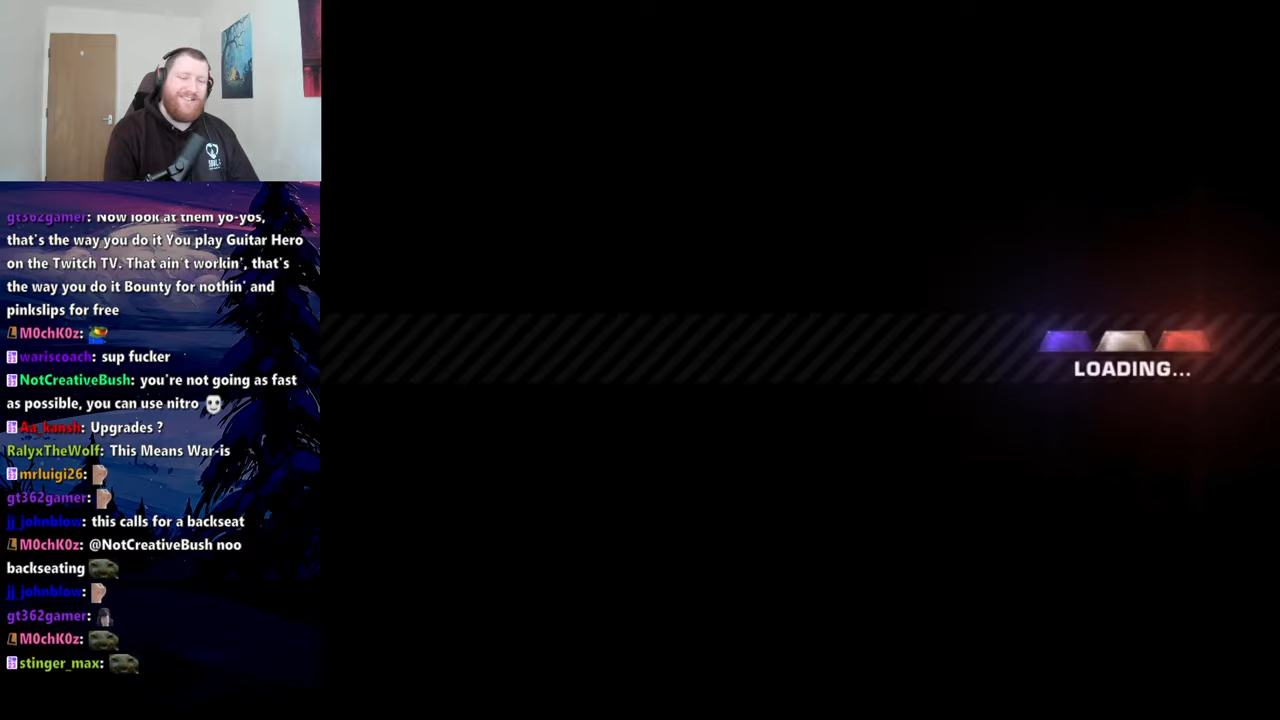 gt362gamer: Now look at them yo-yos,
that's the way you do it You play Guitar Hero
on the Twitch TV. That ain't workin', that's
the way you do it Bounty for nothin' and
pinkslips for free
M0chK0z:
wariscoach: sup fucker
NotCreativeBush: you're not going as fast
as possible, you can use nitro
Aa_kansh: Upgrades ?
RalyxTheWolf: This Means War-is
mrluigi26:
gt362gamer:
jj_johnblow: this calls for a backseat
M0chK0z: @NotCreativeBush noo
backseating
jj_johnblow:
gt362gamer:
M0chK0z:
stinger_max:
LOADING...